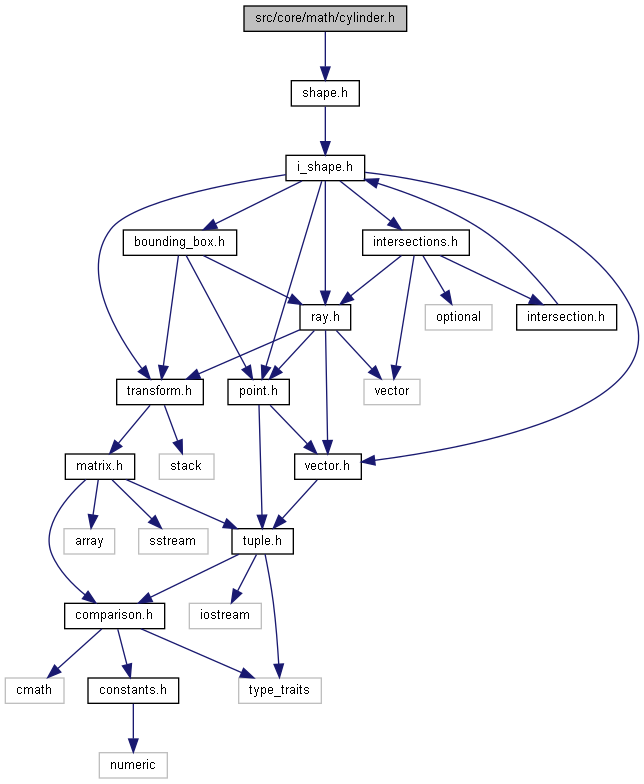 src/core/math/cylinder.h
shape.h
i_shape.h
bounding_box.h
intersections.h
ray.h
optional
intersection.h
transform.h
point.h
vector
matrix.h
stack
vector.h
array
sstream
tuple.h
comparison.h
iostream
cmath
constants.h
type_traits
numeric